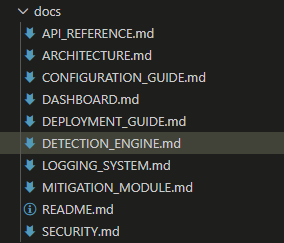 docs
API_REFERENCE.md
ARCHITECTURE.md
CONFIGURATION_GUIDE.md
DASHBOARD.md
DEPLOYMENT_GUIDE.md
DETECTION_ENGINE.md
LOGGING_SYSTEM.md
MITIGATION_MODULE.md
README.md
SECURITY.md